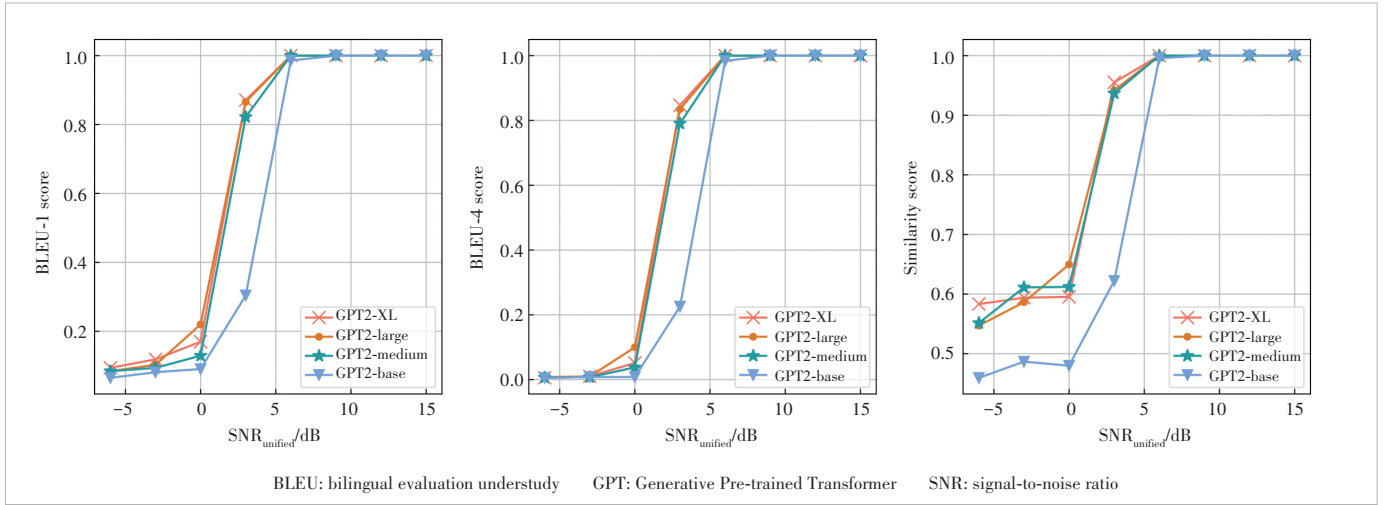 1.0
0.8
0.6
0.4
0.2
BLEU-1 score
GPT2-XL
GPT2-large
GPT2-medium
GPT2-base
−5
0
5
10
15
SNRunified/dB
1.0
0.8
0.6
0.4
0.2
0.0
BLEU-4 score
GPT2-XL
GPT2-large
GPT2-medium
GPT2-base
−5
0
5
10
15
SNRunified/dB
1.0
0.9
0.8
0.7
0.6
0.5
Similarity score
GPT2-XL
GPT2-large
GPT2-medium
GPT2-base
−5
0
5
10
15
SNRunified/dB
BLEU: bilingual evaluation understudy GPT: Generative Pre-trained Transformer SNR: signal-to-noise ratio